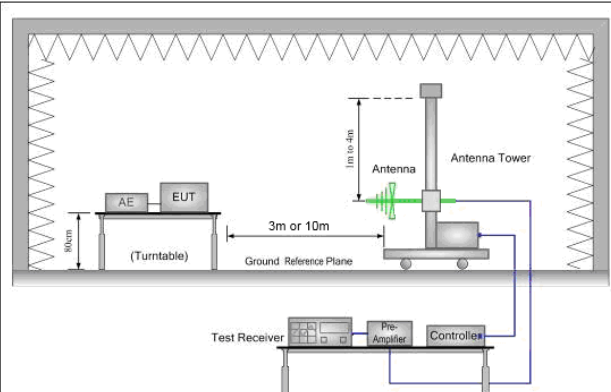 1m to 4m
Antenna
Antenna Tower
AE
EUT
3m or 10m
80cm
(Turntable)
Ground Reference Plane
Test Receiver
Pre-
Amplifier
Controller